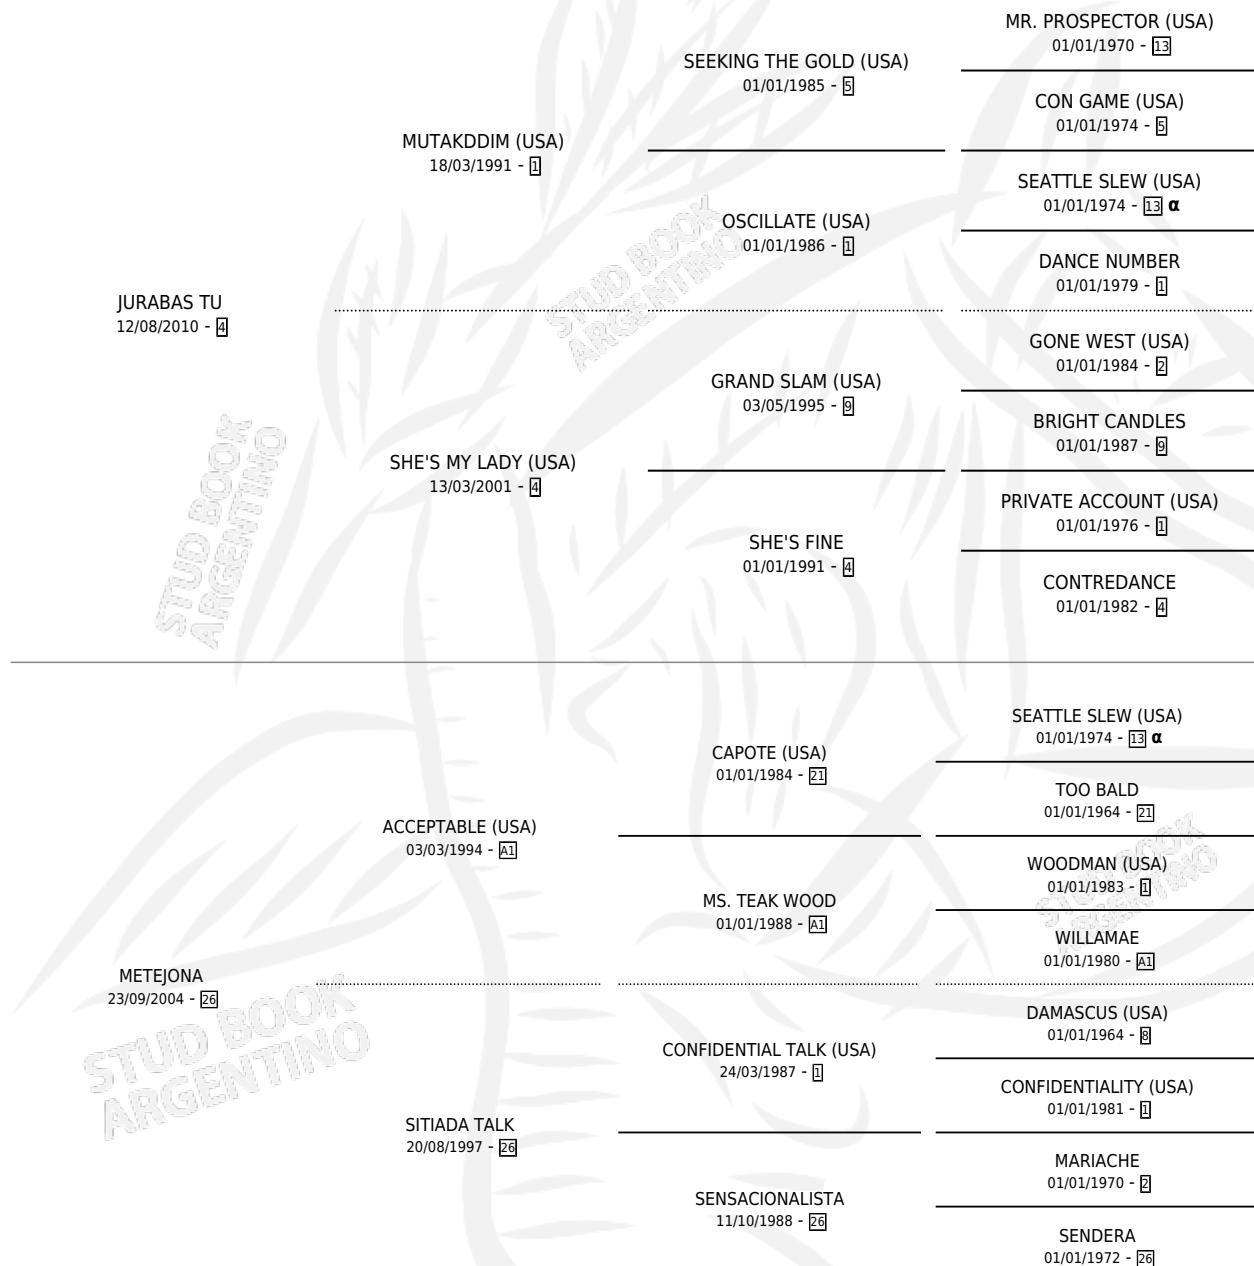 MR. PROSPECTOR (USA)
01/01/1970 - 13
SEEKING THE GOLD (USA)
01/01/1985 - 5
CON GAME (USA)
01/01/1974 - 5
MUTAKDDIM (USA)
18/03/1991 - 1
SEATTLE SLEW (USA)
01/01/1974 - 13 α
OSCILLATE (USA)
01/01/1986 - 1
DANCE NUMBER
01/01/1979 - 1
JURABAS TU
12/08/2010 - 4
GONE WEST (USA)
01/01/1984 - 2
GRAND SLAM (USA)
03/05/1995 - 9
BRIGHT CANDLES
01/01/1987 - 9
SHE'S MY LADY (USA)
13/03/2001 - 4
PRIVATE ACCOUNT (USA)
01/01/1976 - 1
SHE'S FINE
01/01/1991 - 4
CONTREDANCE
01/01/1982 - 4
SEATTLE SLEW (USA)
01/01/1974 - 13 α
CAPOTE (USA)
01/01/1984 - 21
TOO BALD
01/01/1964 - 21
ACCEPTABLE (USA)
03/03/1994 - A1
WOODMAN (USA)
01/01/1983 - 1
MS. TEAK WOOD
01/01/1988 - A1
WILLAMAE
01/01/1980 - A1
METEJONA
23/09/2004 - 26
DAMASCUS (USA)
01/01/1964 - 8
CONFIDENTIAL TALK (USA)
24/03/1987 - 1
CONFIDENTIALITY (USA)
01/01/1981 - 1
SITIADA TALK
20/08/1997 - 26
MARIACHE
01/01/1970 - 2
SENSACIONALISTA
11/10/1988 - 26
SENDERA
01/01/1972 - 26
STUD BOOK
ARGENTINO
STUD BOOK
ARGENTINO
STUD BOOK
ARGENTINO
STUD BOOK
ARGENTINO